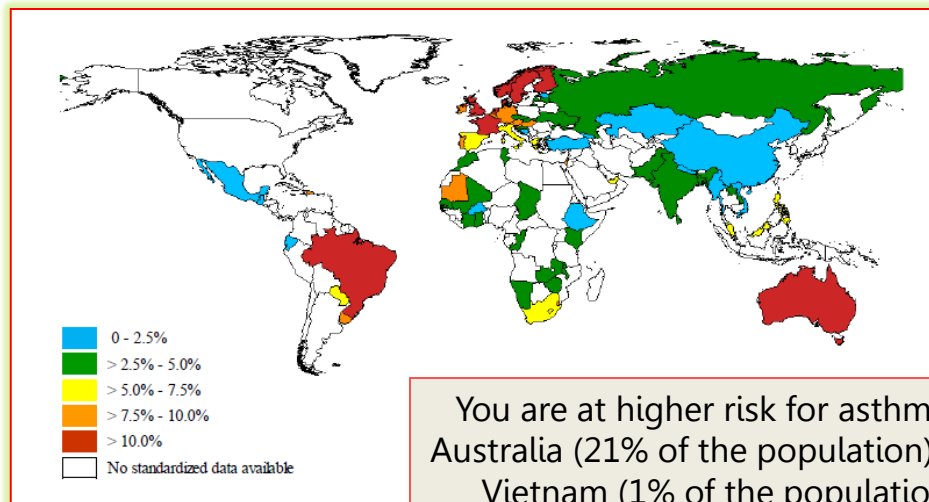 0 - 2.5%
> 2.5% - 5.0%
> 5.0% - 7.5%
> 7.5% - 10.0%
> 10.0%
No standardized data available
You are at higher risk for asthm
Australia (21% of the population)
Vietnam (1% of the populatio